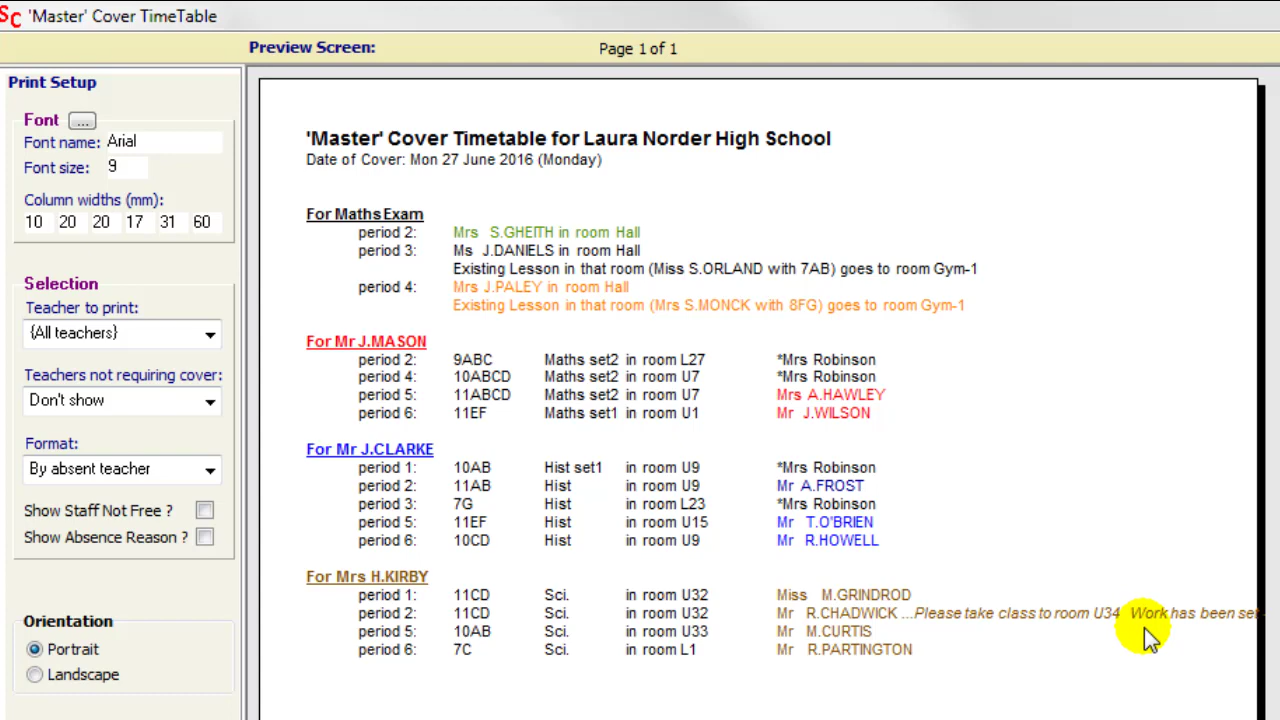 SC 'Master' Cover TimeTable
Preview Screen: Page 1 of 1
Print Setup
Font ...
Font name: Arial
Font size: 9
Column widths (mm):
10 20 20 17 31 60
Selection
Teacher to print:
{All teachers}
Teachers not requiring cover:
Don't show
Format:
By absent teacher
Show Staff Not Free ?
Show Absence Reason ?
Orientation
Portrait
Landscape
'Master' Cover Timetable for Laura Norder High School
Date of Cover: Mon 27 June 2016 (Monday)
For Maths Exam
period 2: Mrs S.GHEITH in room Hall
period 3: Ms J.DANIELS in room Hall
Existing Lesson in that room (Miss S.ORLAND with 7AB) goes to room Gym-1
period 4: Mrs J.PALEY in room Hall
Existing Lesson in that room (Mrs S.MONCK with 8FG) goes to room Gym-1
For Mr J.MASON
period 2: 9ABC Maths set2 in room L27 *Mrs Robinson
period 4: 10ABCD Maths set2 in room U7 *Mrs Robinson
period 5: 11ABCD Maths set2 in room U7 Mrs A.HAWLEY
period 6: 11EF Maths set1 in room U1 Mr J.WILSON
For Mr J.CLARKE
period 1: 10AB Hist set1 in room U9 *Mrs Robinson
period 2: 11AB Hist in room U9 Mr A.FROST
period 3: 7G Hist in room L23 *Mrs Robinson
period 5: 11EF Hist in room U15 Mr T.O'BRIEN
period 6: 10CD Hist in room U9 Mr R.HOWELL
For Mrs H.KIRBY
period 1: 11CD Sci. in room U32 Miss M.GRINDROD
period 2: 11CD Sci. in room U32 Mr R.CHADWICK ...Please take class to room U34 Work has been set
period 5: 10AB Sci. in room U33 Mr M.CURTIS
period 6: 7C Sci. in room L1 Mr R.PARTINGTON